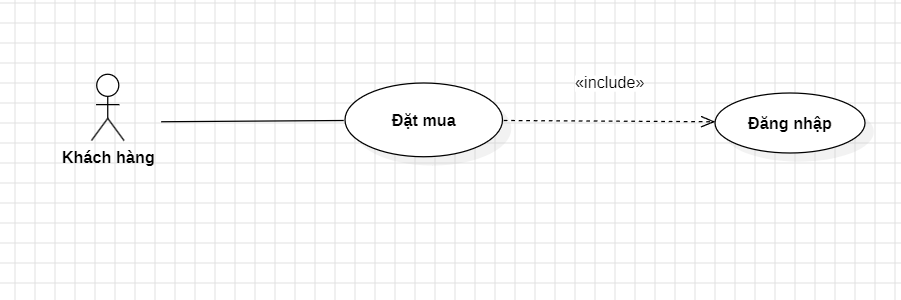 «include»
Đặt mua
Đăng nhập
Khách hàng